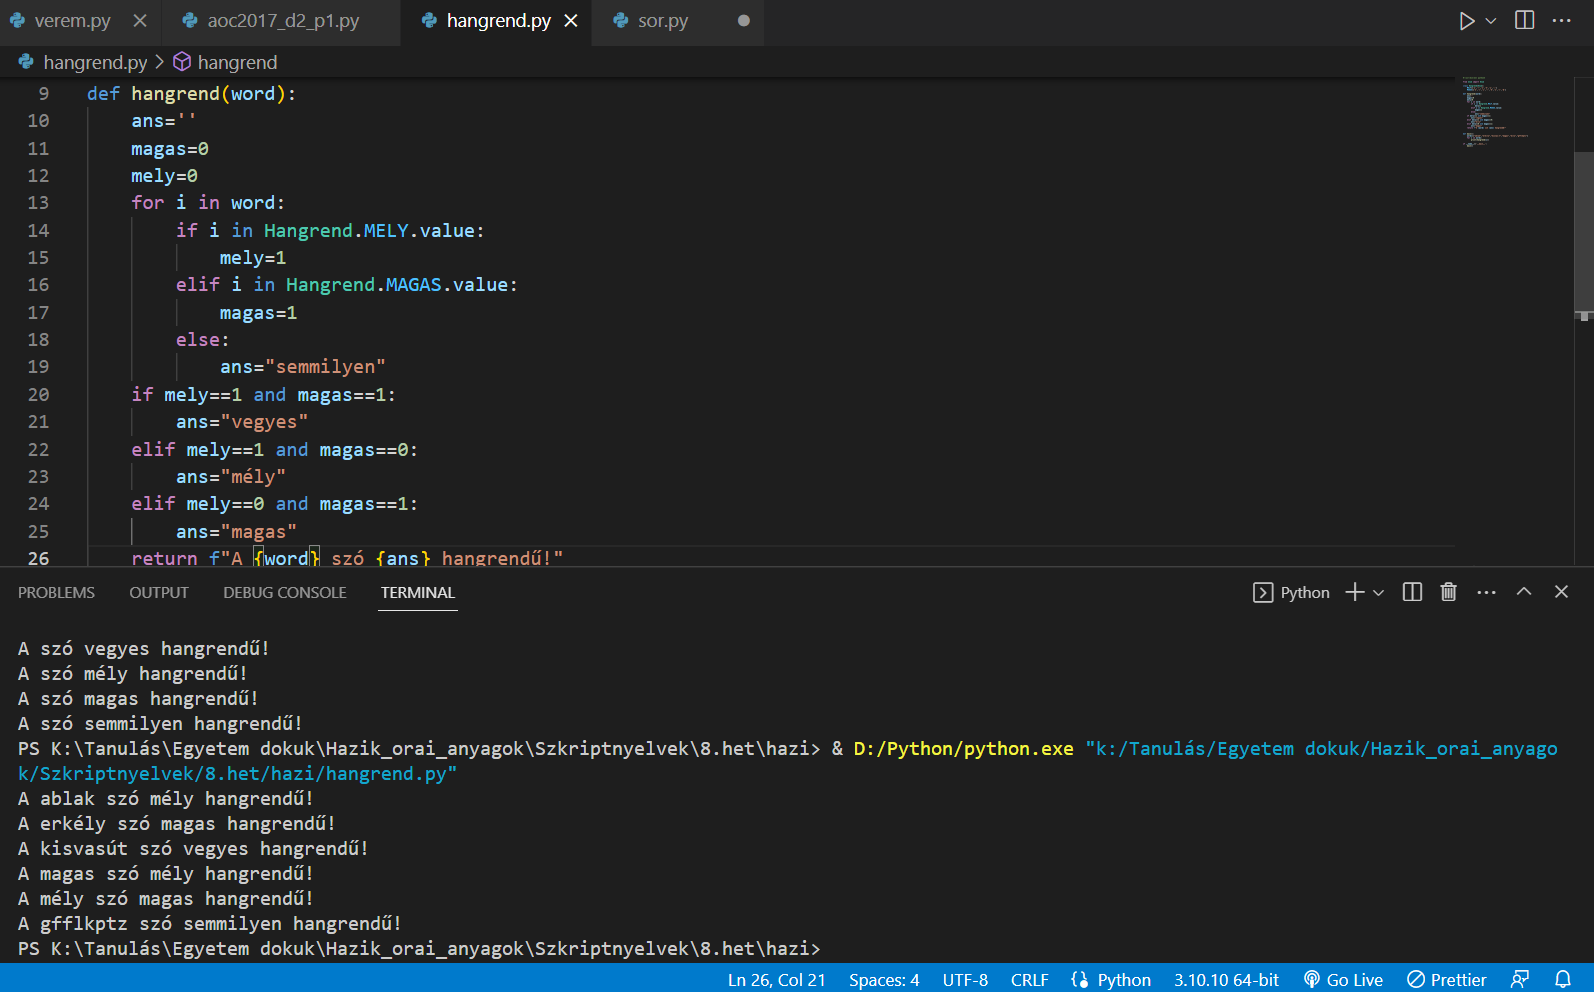 verem.py aoc2017_d2_p1.py hangrend.py sor.py
hangrend.py > hangrend
9 def hangrend(word):
10 ans=''
11 magas=0
12 mely=0
13 for i in word:
14 if i in Hangrend.MELY.value:
15 mely=1
16 elif i in Hangrend.MAGAS.value:
17 magas=1
18 else:
19 ans="semmilyen"
20 if mely==1 and magas==1:
21 ans="vegyes"
22 elif mely==1 and magas==0:
23 ans="mély"
24 elif mely==0 and magas==1:
25 ans="magas"
26 return f"A {word} szó {ans} hangrendű!"
PROBLEMS OUTPUT DEBUG CONSOLE TERMINAL Python
A szó vegyes hangrendű!
A szó mély hangrendű!
A szó magas hangrendű!
A szó semmilyen hangrendű!
PS K:\Tanulás\Egyetem dokuk\Hazik_orai_anyagok\Szkriptnyelvek\8.het\hazi> & D:/Python/python.exe "k:/Tanulás/Egyetem dokuk/Hazik_orai_anyago
k/Szkriptnyelvek/8.het/hazi/hangrend.py"
A ablak szó mély hangrendű!
A erkély szó magas hangrendű!
A kisvasút szó vegyes hangrendű!
A magas szó mély hangrendű!
A mély szó magas hangrendű!
A gfflkptz szó semmilyen hangrendű!
PS K:\Tanulás\Egyetem dokuk\Hazik_orai_anyagok\Szkriptnyelvek\8.het\hazi>
Ln 26, Col 21 Spaces: 4 UTF-8 CRLF Python 3.10.10 64-bit Go Live Prettier